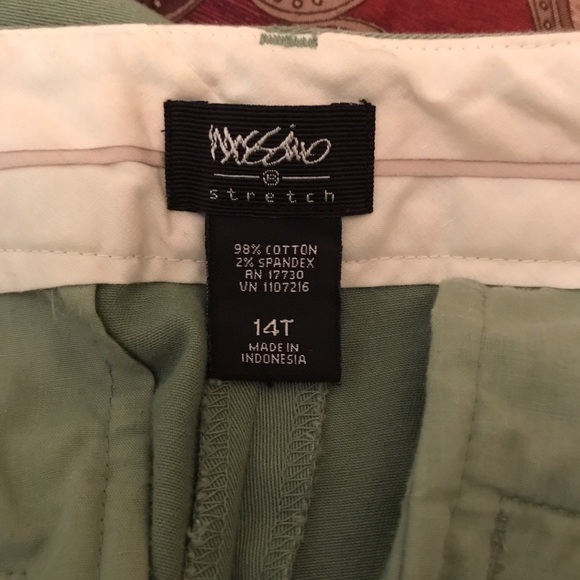 mossimo
®
stretch
98% COTTON
2% SPANDEX
RN 17730
VN 1107216
14T
MADE IN
INDONESIA